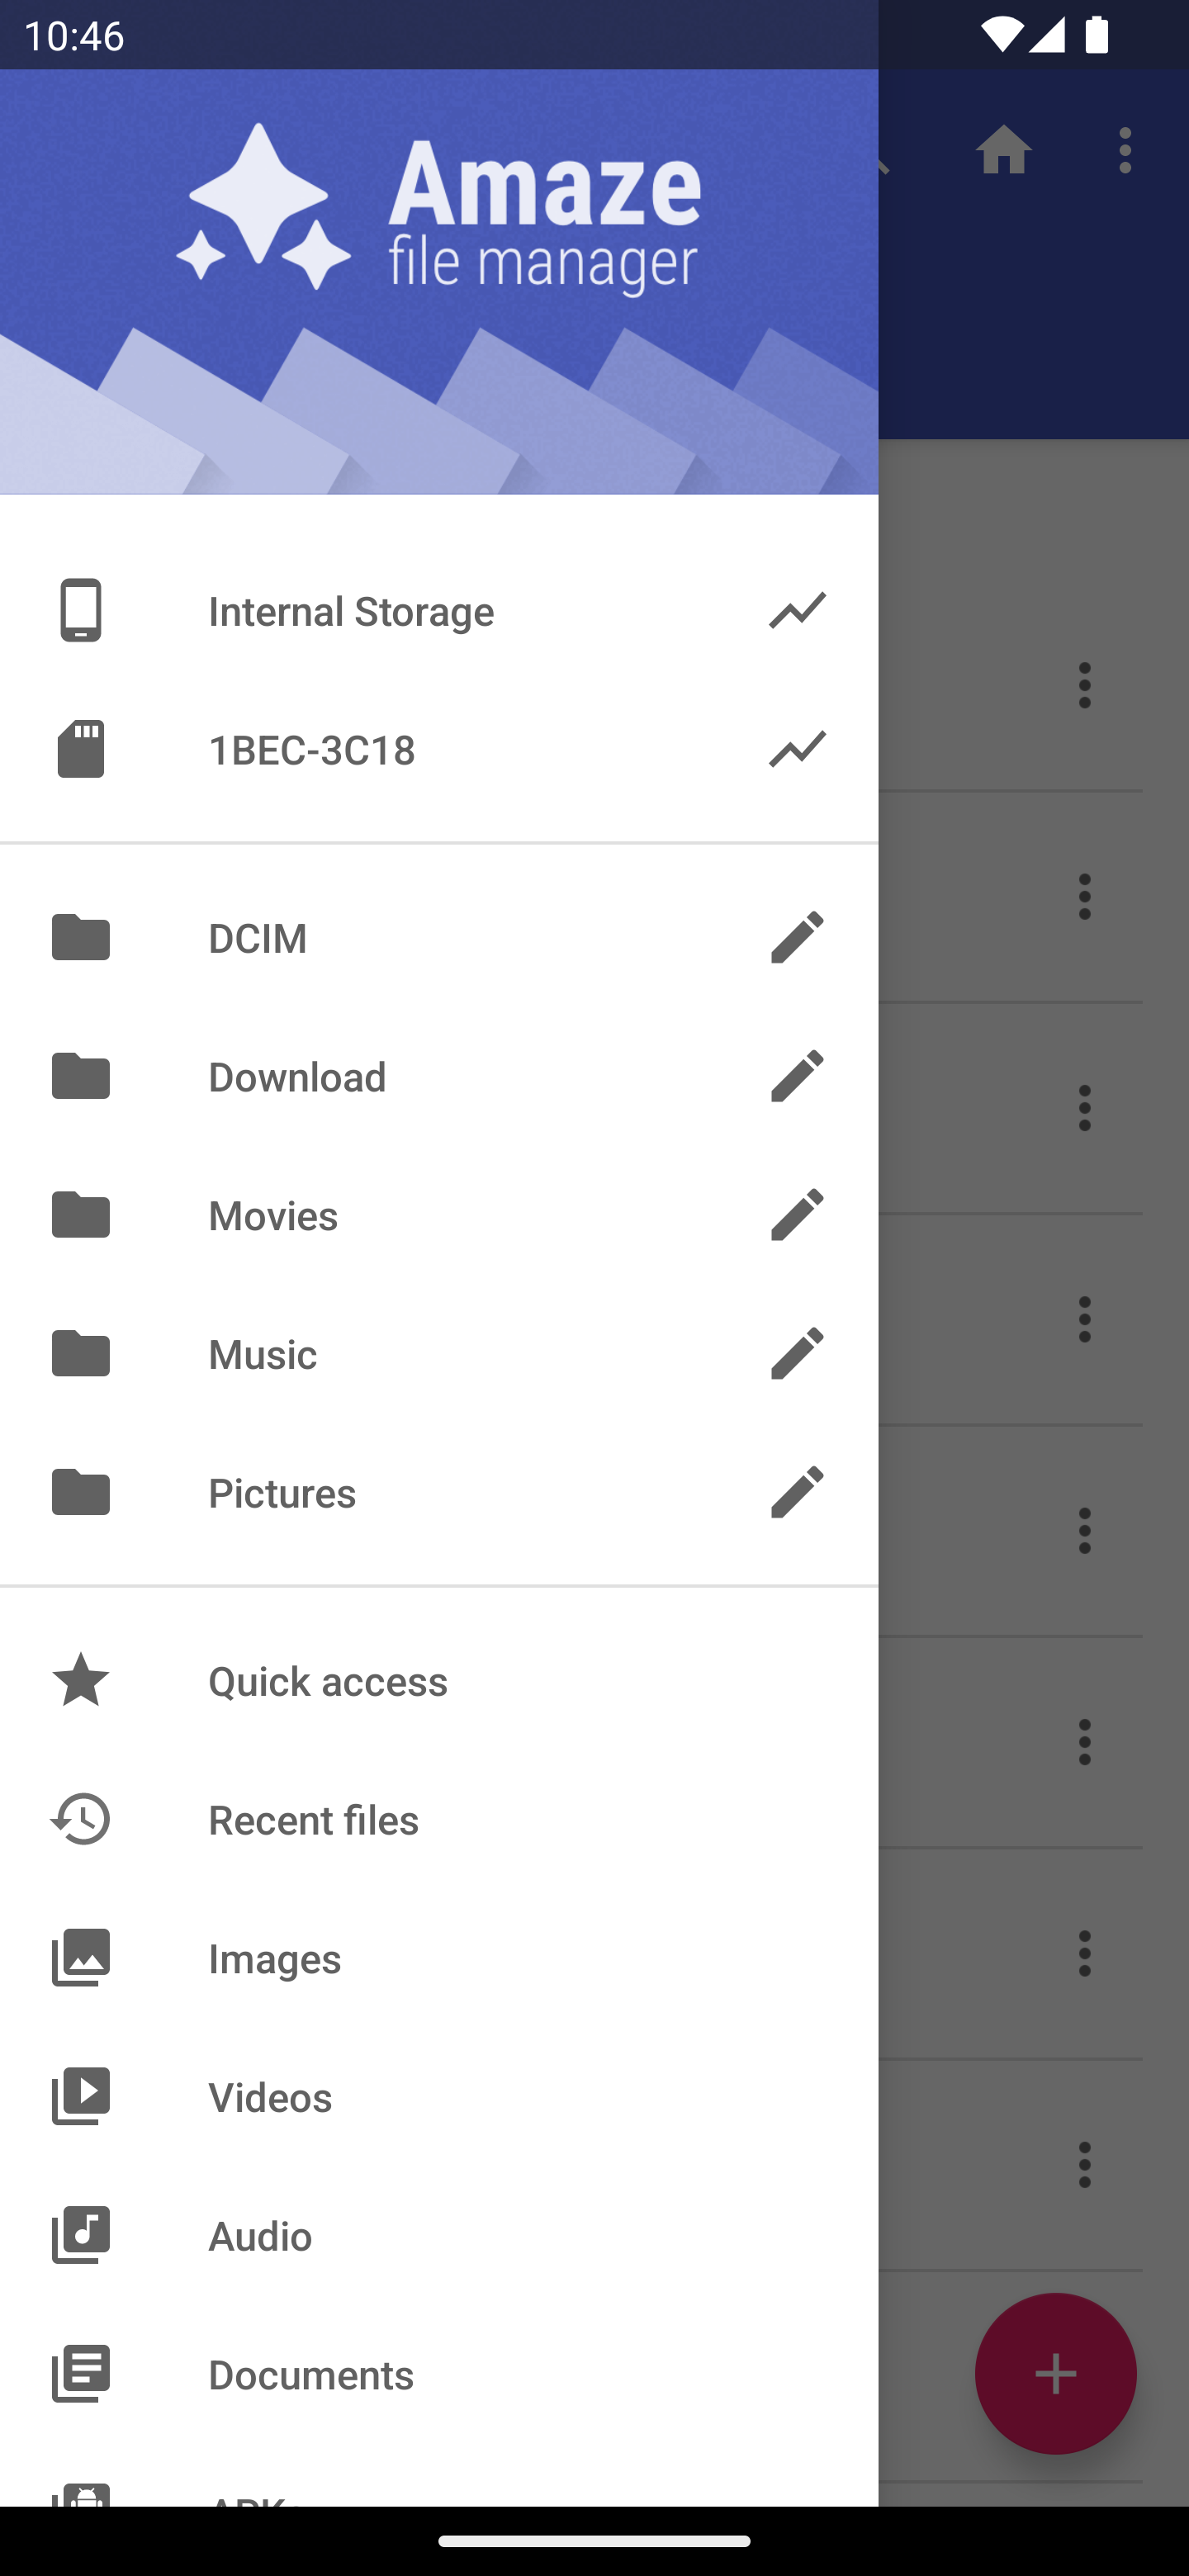 10:46
Amaze
file manager
Internal Storage
1BEC-3C18
DCIM
Download
Movies
Music
Pictures
Quick access
Recent files
Images
Videos
Audio
Documents